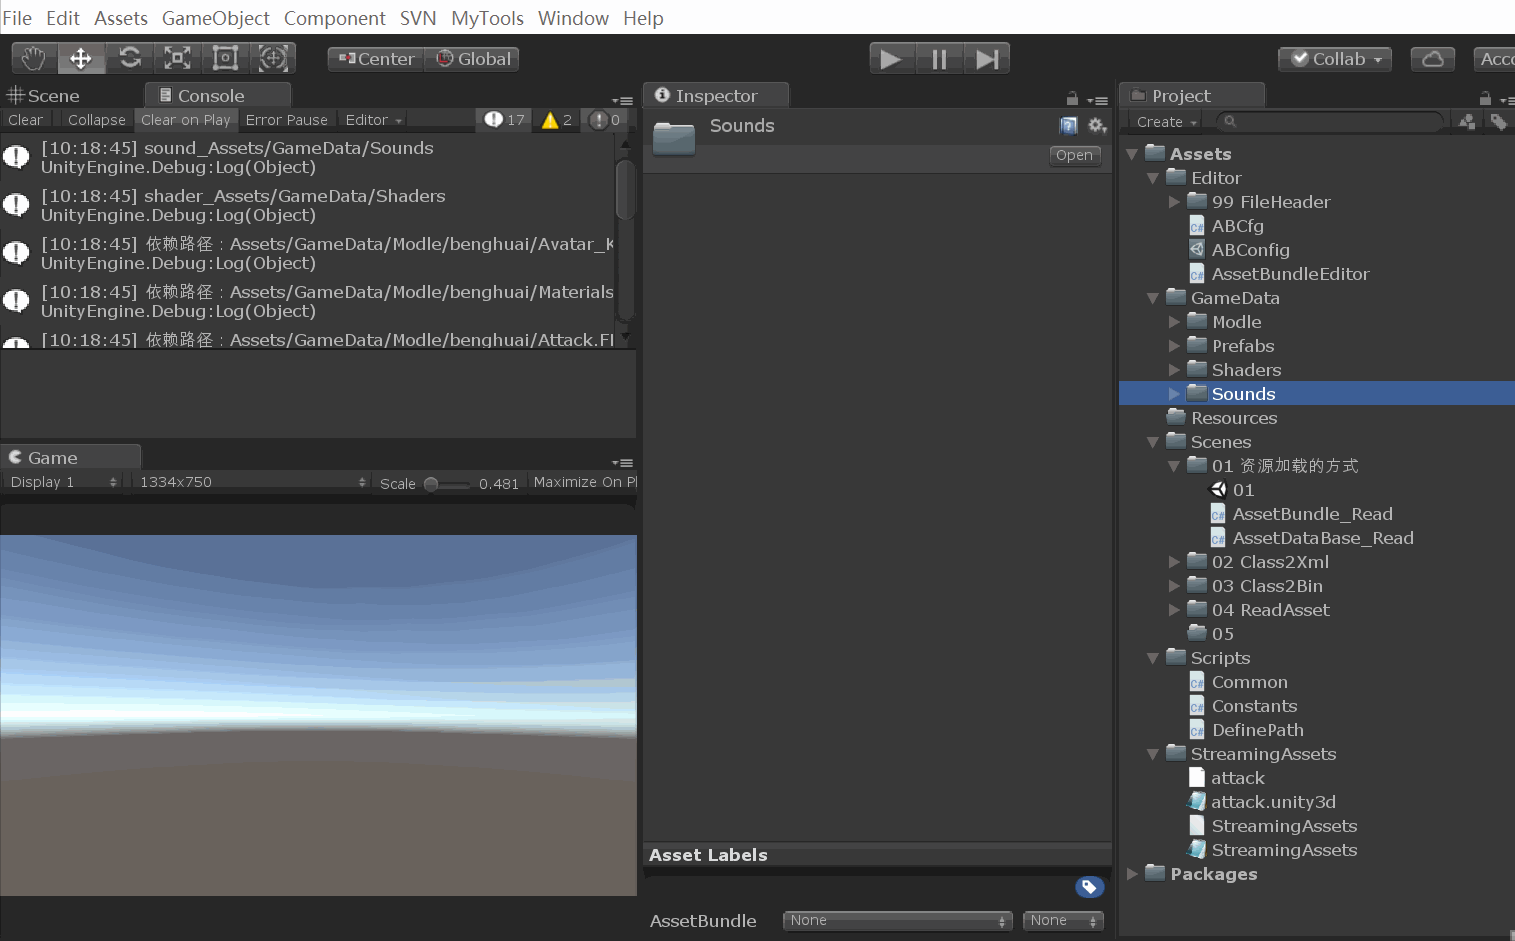 File Edit Assets GameObject Component SVN MyTools Window Help
Center Global Collab
Scene Console
Clear Collapse Clear on Play Error Pause Editor 17 2 0
[10:18:45] sound_Assets/GameData/Sounds
UnityEngine.Debug:Log(Object)
[10:18:45] shader_Assets/GameData/Shaders
UnityEngine.Debug:Log(Object)
[10:18:45] 依赖路径：Assets/GameData/Modle/benghuai/Avatar_K
UnityEngine.Debug:Log(Object)
[10:18:45] 依赖路径：Assets/GameData/Modle/benghuai/Materials
UnityEngine.Debug:Log(Object)
[10:18:45] 依赖路径：Assets/GameData/Modle/benghuai/Attack.
Game
Display 1 1334x750 Scale 0.481 Maximize On
Inspector
Sounds
Open
Asset Labels
AssetBundle None None
Project
Create
Assets
Editor
99 FileHeader
ABCfg
ABConfig
AssetBundleEditor
GameData
Modle
Prefabs
Shaders
Sounds
Resources
Scenes
01 资源加载的方式
01
AssetBundle_Read
AssetDataBase_Read
02 Class2Xml
03 Class2Bin
04 ReadAsset
05
Scripts
Common
Constants
DefinePath
StreamingAssets
attack
attack.unity3d
StreamingAssets
StreamingAssets
Packages